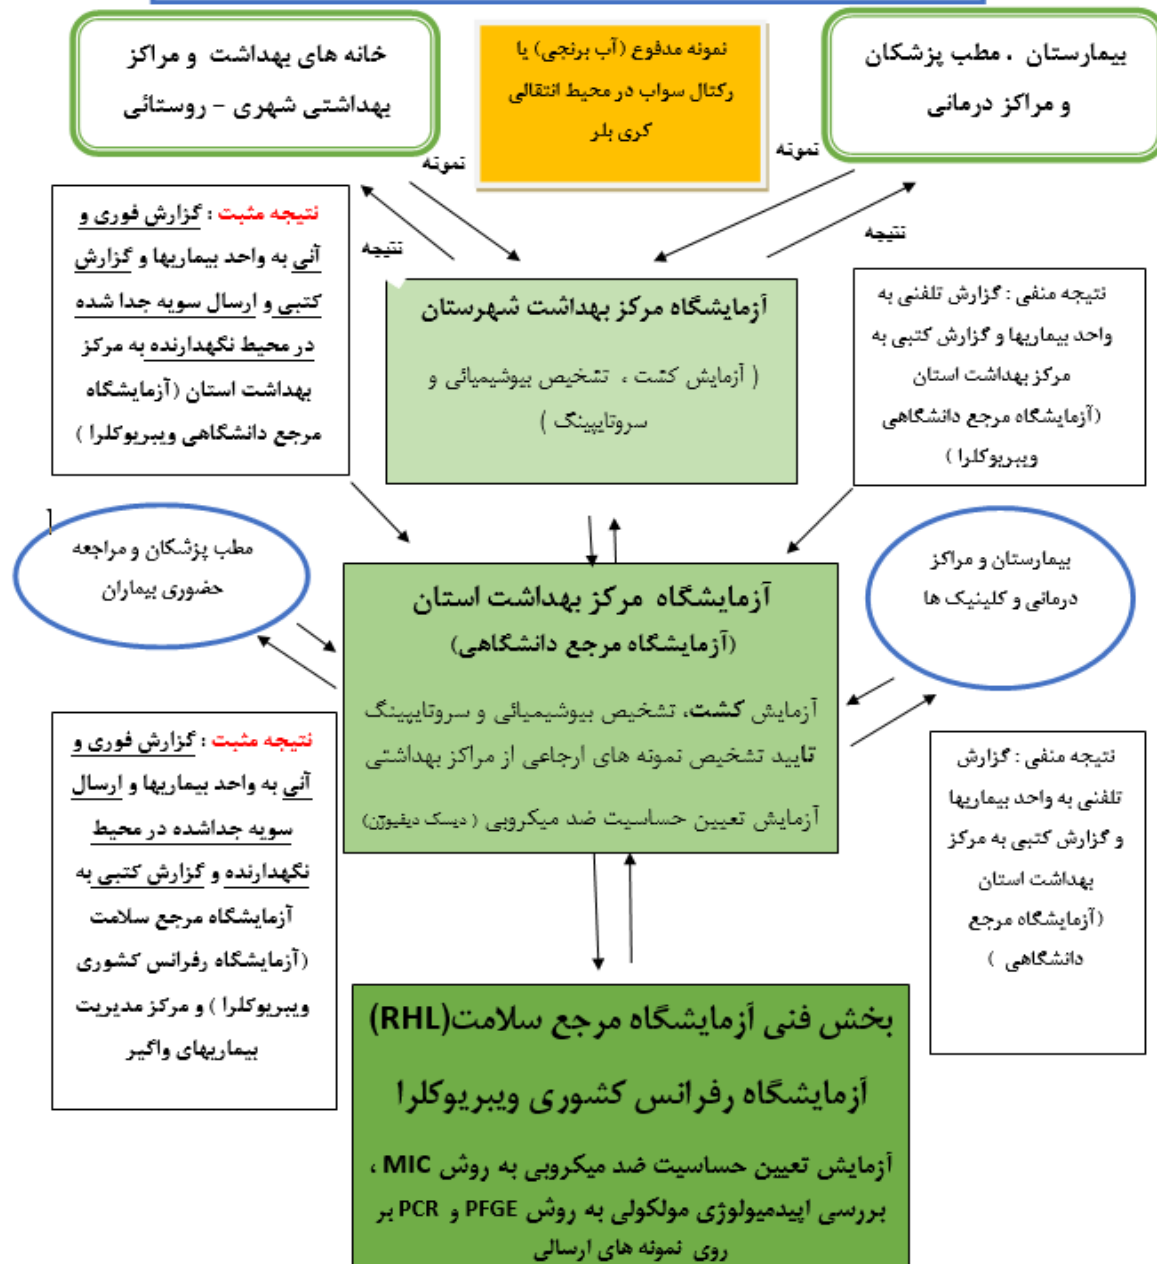 بیمارستان ، مطب پزشکان
و مراکز درمانی
نمونه مدفوع (آب برنجی) یا
رکتال سواب در محیط انتقالی
کری بلر
خانه های بهداشت و مراکز
بهداشتی شهری – روستائی
نمونه
نمونه
نتیجه
نتیجه
نتیجه مثبت : گزارش فوری و
آنی به واحد بیماریها و گزارش
کتبی و ارسال سویه جدا شده
در محیط نگهدارنده به مرکز
بهداشت استان (آزمایشگاه
مرجع دانشگاهی ویبریوکلرا )
آزمایشگاه مرکز بهداشت شهرستان
( آزمایش کشت ، تشخیص بیوشیمیائی و
سروتایپینگ )
نتیجه منفی : گزارش تلفنی به
واحد بیماریها و گزارش کتبی به
مرکز بهداشت استان
(آزمایشگاه مرجع دانشگاهی
ویبریوکلرا )
مطب پزشکان و مراجعه
حضوری بیماران
بیمارستان و مراکز
درمانی و کلینیک ها
آزمایشگاه مرکز بهداشت استان
(آزمایشگاه مرجع دانشگاهی)
آزمایش کشت، تشخیص بیوشیمیائی و سروتایپینگ
تایید تشخیص نمونه های ارجاعی از مراکز بهداشتی
آزمایش تعیین حساسیت ضد میکروبی ( دیسک دیفیوژن)
نتیجه مثبت : گزارش فوری و
آنی به واحد بیماریها و ارسال
سویه جداشده در محیط
نگهدارنده و گزارش کتبی به
آزمایشگاه مرجع سلامت
(آزمایشگاه رفرانس کشوری
ویبریوکلرا ) و مرکز مدیریت
بیماریهای واگیر
نتیجه منفی : گزارش
تلفنی به واحد بیماریها
و گزارش کتبی به مرکز
بهداشت استان
(آزمایشگاه مرجع
دانشگاهی )
بخش فنی آزمایشگاه مرجع سلامت(RHL)
آزمایشگاه رفرانس کشوری ویبریوکلرا
آزمایش تعیین حساسیت ضد میکروبی به روش MIC ،
بررسی اپیدمیولوژی مولکولی به روش PFGE و PCR بر
روی نمونه های ارسالی